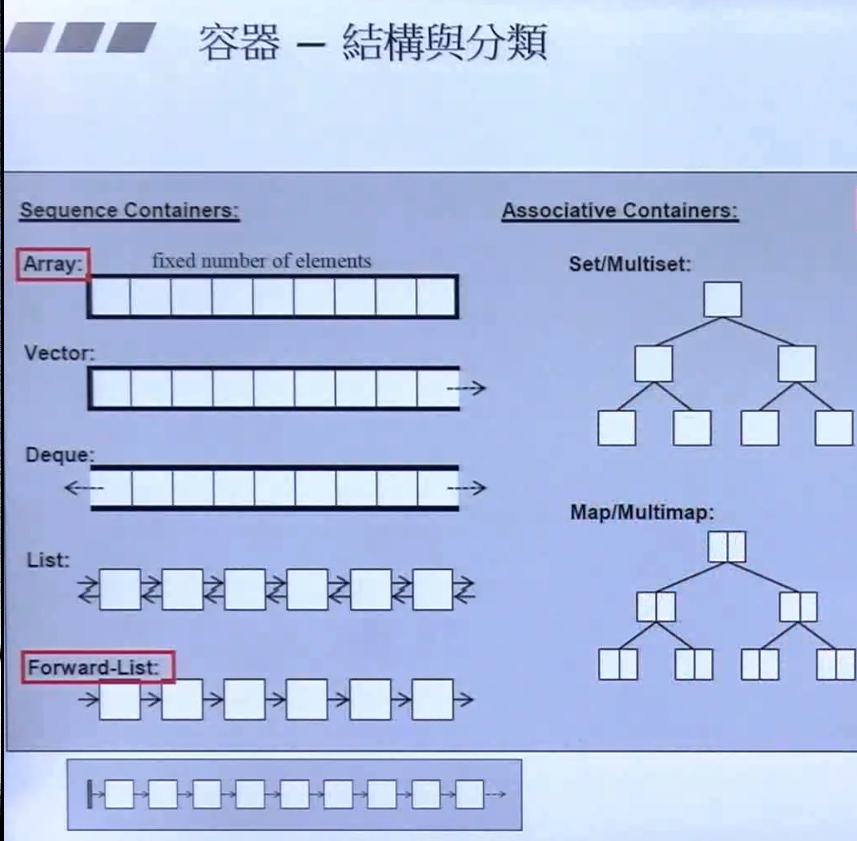 容器 – 結構與分類
Sequence Containers:
Array:
fixed number of elements
Vector:
Deque:
List:
Forward-List:
Associative Containers:
Set/Multiset:
Map/Multimap: